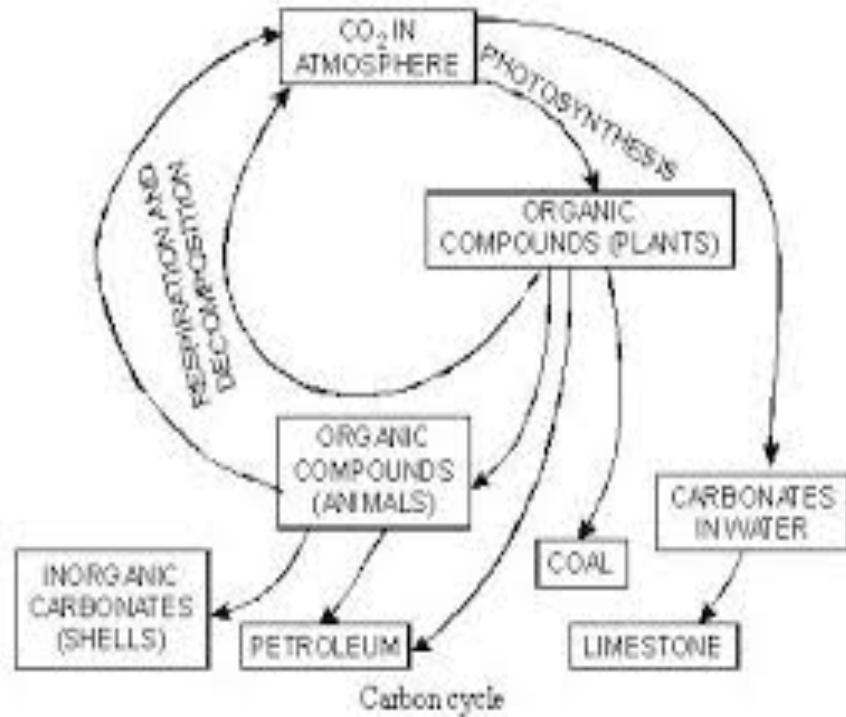 CO2 IN
ATMOSPHERE
PHOTOSYNTHESIS
ORGANIC
COMPOUNDS (PLANTS)
RESPIRATION AND
DECOMPOSITION
ORGANIC
COMPOUNDS
(ANIMALS)
CARBONATES
IN WATER
COAL
INORGANIC
CARBONATES
(SHELLS)
PETROLEUM
LIMESTONE
Carbon cycle